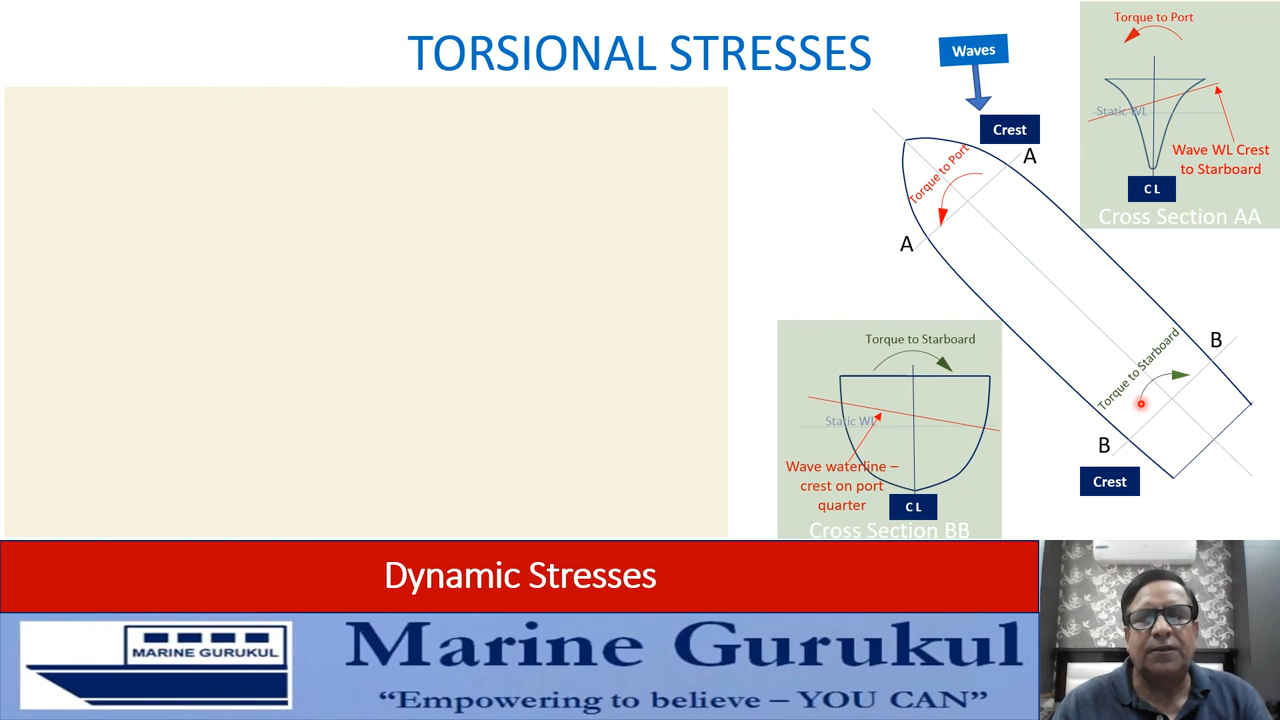 TORSIONAL STRESSES
Waves
Crest
A
Torque to Port
A
Torque to Port
Static WL
Wave WL Crest
to Starboard
C L
Cross Section AA
Torque to Starboard
Static WL
Wave waterline –
crest on port
quarter
C L
Cross Section BB
B
Torque to Starboard
B
Crest
Dynamic Stresses
MARINE GURUKUL
Marine Gurukul
“Empowering to believe – YOU CAN”